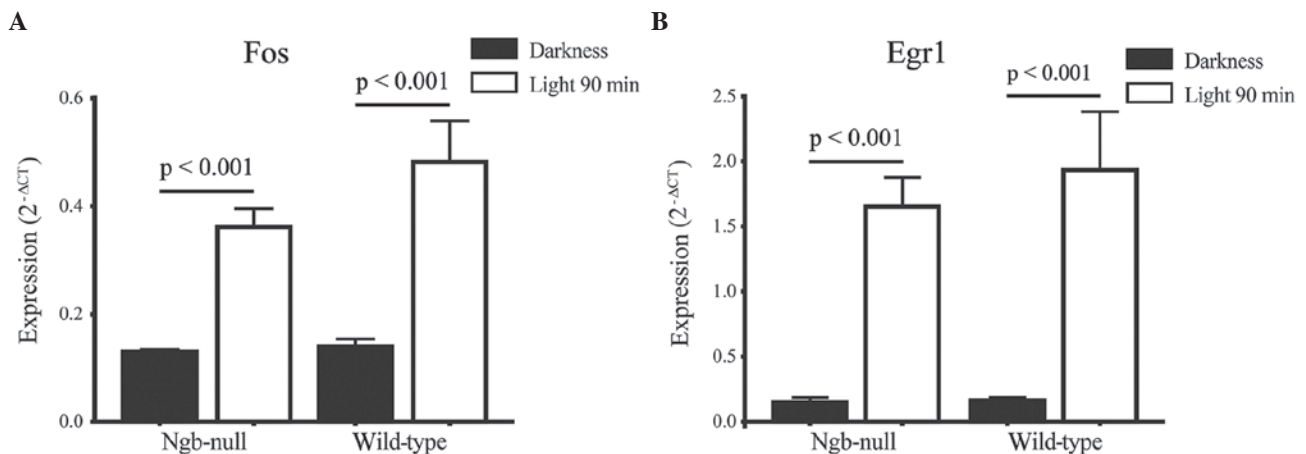 A
Fos
Darkness
Light 90 min
p < 0.001
p < 0.001
0.6
0.4
0.2
0.0
Expression (2^-ΔCT)
Ngb-null
Wild-type
B
Egr1
Darkness
Light 90 min
p < 0.001
p < 0.001
2.5
2.0
1.5
1.0
0.5
0.0
Expression (2^-ΔCT)
Ngb-null
Wild-type